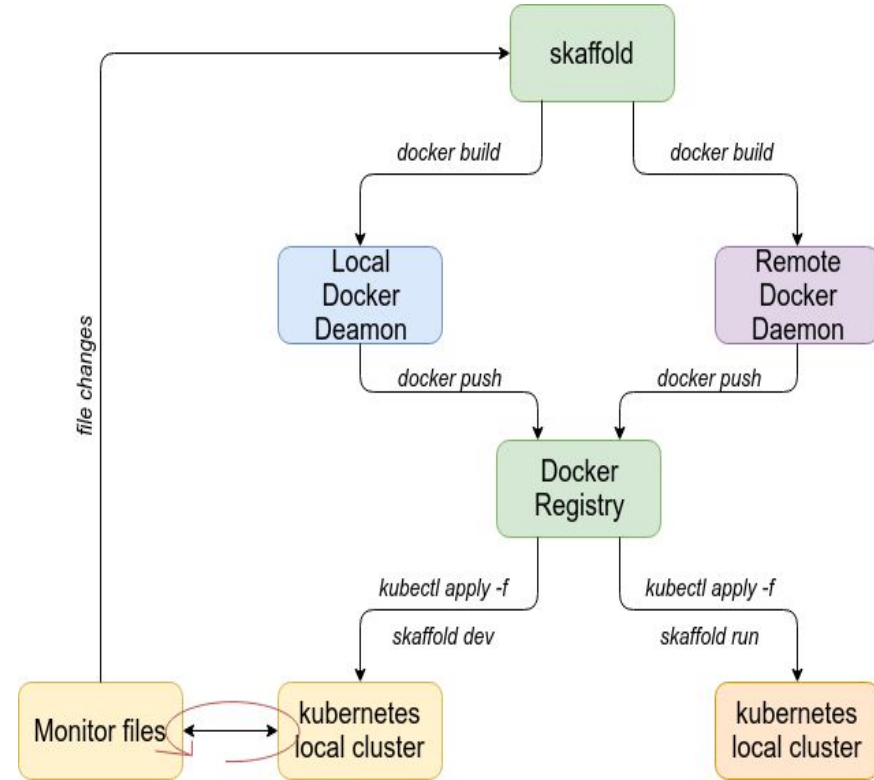 skaffold
docker build
docker build
Local
Docker
Deamon
Remote
Docker
Daemon
file changes
docker push
docker push
Docker
Registry
kubectl apply -f
kubectl apply -f
skaffold dev
skaffold run
Monitor files
kubernetes
local cluster
kubernetes
local cluster